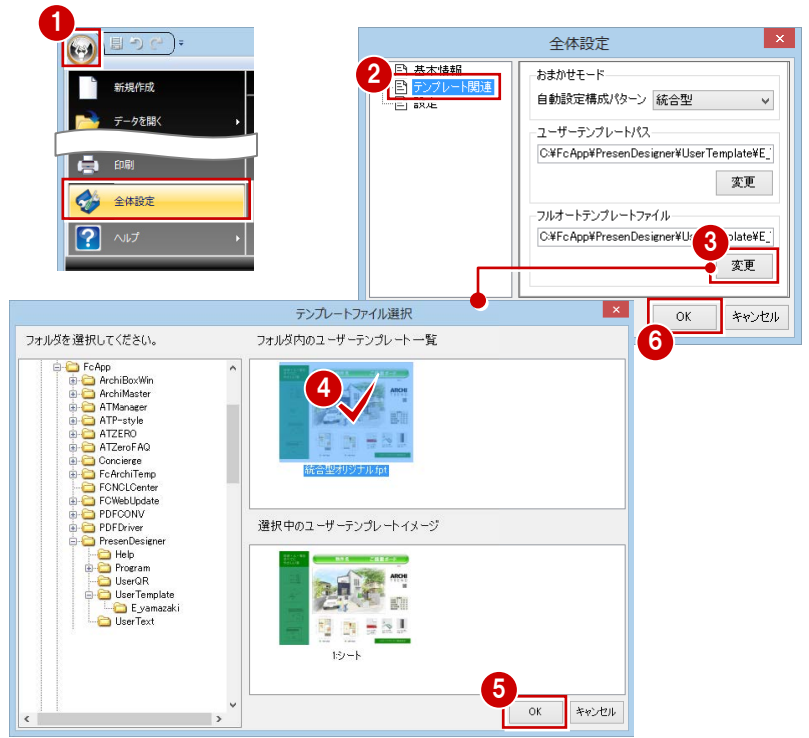 1
新規作成
データを開く
印刷
全体設定
ヘルプ
全体設定
2
基本情報
テンプレート関連
設定
おまかせモード
自動設定構成パターン 統合型
ユーザーテンプレートパス
C:¥FcApp¥PresenDesigner¥UserTemplate¥E_
変更
フルオートテンプレートファイル
3
変更
OK
キャンセル
6
テンプレートファイル選択
フォルダを選択してください。
FcApp
ArchiBoxWin
ArchiMaster
ATManager
ATP-style
ATZERO
ATZeroFAQ
Concierge
FcArchiTemp
FCNCLCenter
FCWebUpdate
PDFCONV
PDFDriver
PresenDesigner
Help
Program
UserQR
UserTemplate
E_yamazaki
UserText
フォルダ内のユーザーテンプレート一覧
4
ARCHI
統合型オリジナル.fpt
選択中のユーザーテンプレートイメージ
ARCHI
1:シート
5
OK
キャンセル